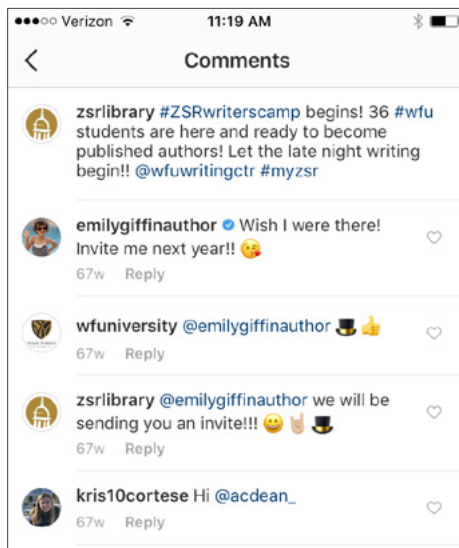 Verizon 11:19 AM
Comments
zsrlibrary #ZSRwriterscamp begins! 36 #wfu
students are here and ready to become
published authors! Let the late night writing
begin!! @wfuwritingctr #myzsr
emilygiffinauthor Wish I were there!
Invite me next year!! 😘
67w Reply
wfuniversity @emilygiffinauthor 🎩👍
67w Reply
zsrlibrary @emilygiffinauthor we will be
sending you an invite!!! 😀🤘🎩
67w Reply
kris10cortese Hi @acdean_
67w Reply